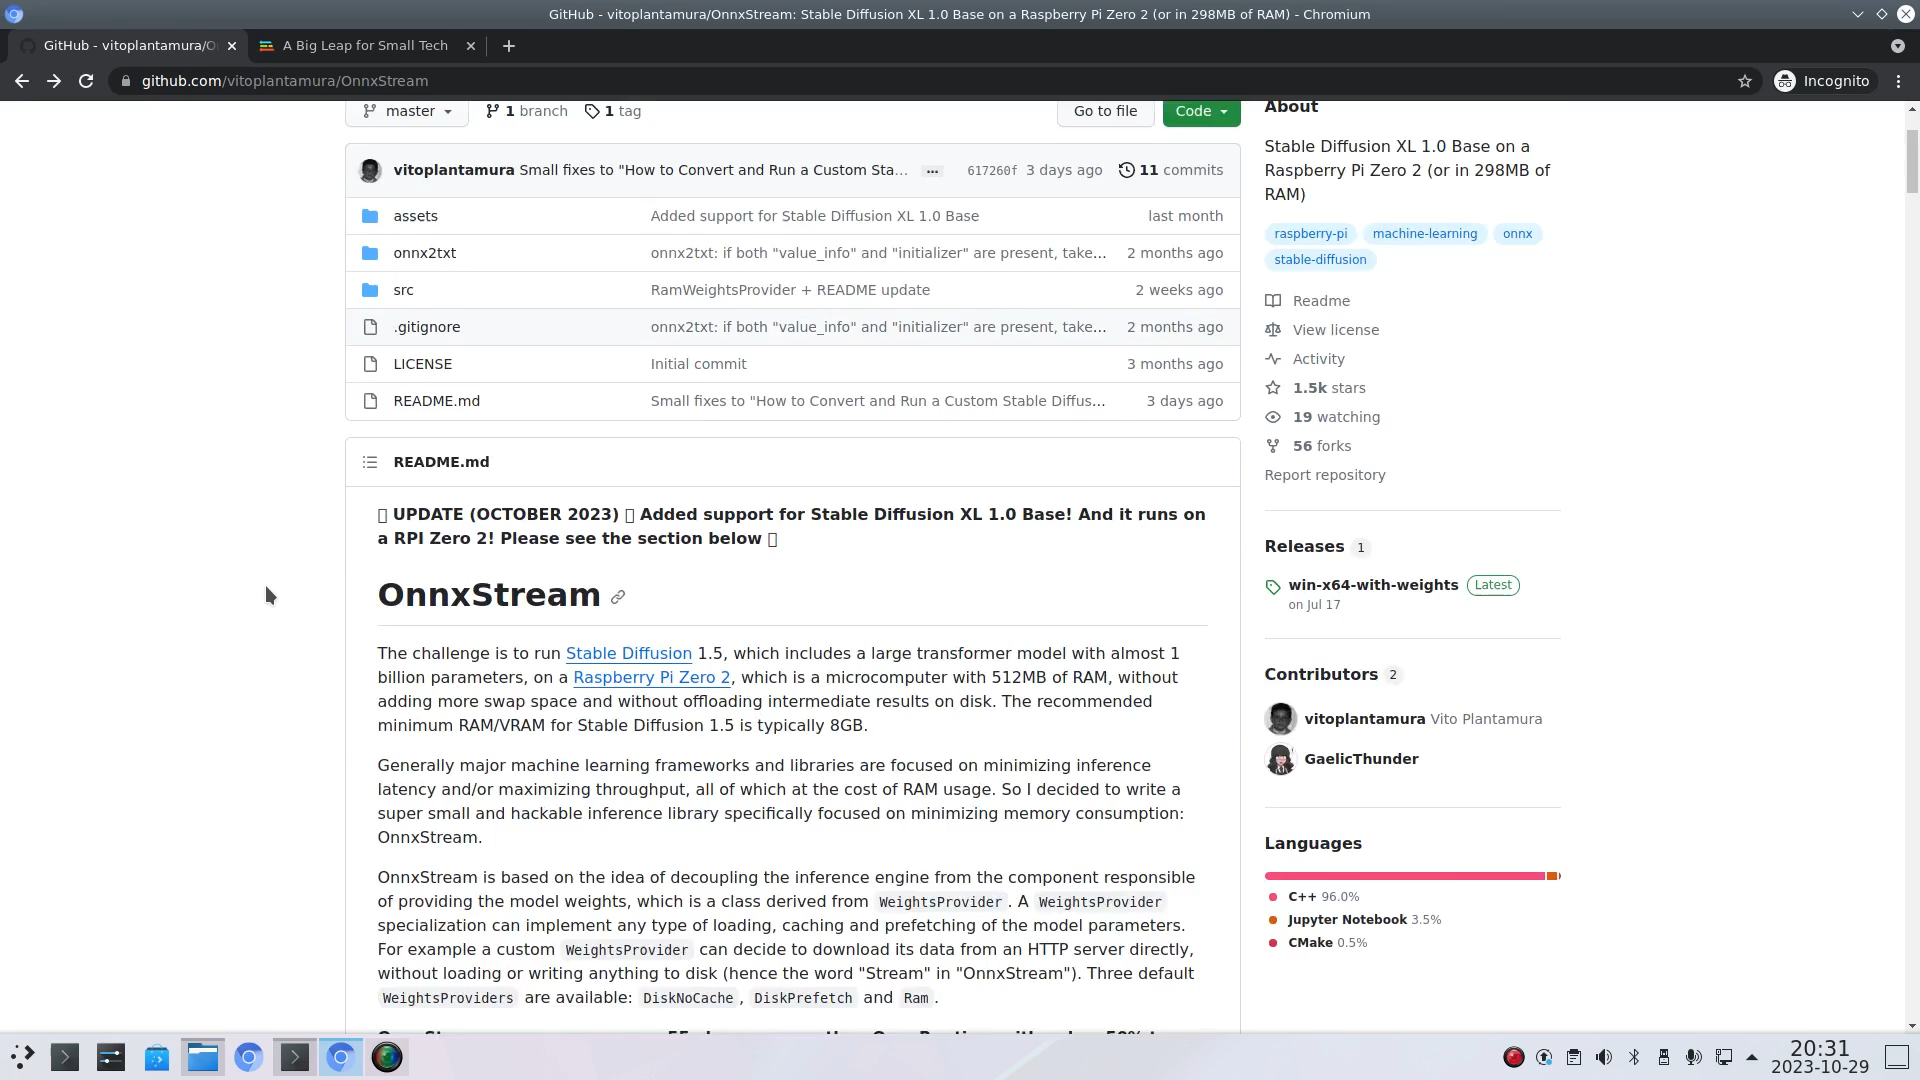 GitHub - vitoplantamura/OnnxStream: Stable Diffusion XL 1.0 Base on a Raspberry Pi Zero 2 (or in 298MB of RAM) - Chromium
GitHub - vitoplantamura/O
A Big Leap for Small Tech
github.com/vitoplantamura/OnnxStream
Incognito
master
1 branch
1 tag
Go to file
Code
vitoplantamura Small fixes to "How to Convert and Run a Custom Sta...
...
617260f 3 days ago
11 commits
assets
Added support for Stable Diffusion XL 1.0 Base
last month
onnx2txt
onnx2txt: if both "value_info" and "initializer" are present, take...
2 months ago
src
RamWeightsProvider + README update
2 weeks ago
.gitignore
onnx2txt: if both "value_info" and "initializer" are present, take...
2 months ago
LICENSE
Initial commit
3 months ago
README.md
Small fixes to "How to Convert and Run a Custom Stable Diffus...
3 days ago
README.md
UPDATE (OCTOBER 2023) Added support for Stable Diffusion XL 1.0 Base! And it runs on
a RPI Zero 2! Please see the section below
OnnxStream
The challenge is to run Stable Diffusion 1.5, which includes a large transformer model with almost 1
billion parameters, on a Raspberry Pi Zero 2, which is a microcomputer with 512MB of RAM, without
adding more swap space and without offloading intermediate results on disk. The recommended
minimum RAM/VRAM for Stable Diffusion 1.5 is typically 8GB.
Generally major machine learning frameworks and libraries are focused on minimizing inference
latency and/or maximizing throughput, all of which at the cost of RAM usage. So I decided to write a
super small and hackable inference library specifically focused on minimizing memory consumption:
OnnxStream.
OnnxStream is based on the idea of decoupling the inference engine from the component responsible
of providing the model weights, which is a class derived from WeightsProvider. A WeightsProvider
specialization can implement any type of loading, caching and prefetching of the model parameters.
For example a custom WeightsProvider can decide to download its data from an HTTP server directly,
without loading or writing anything to disk (hence the word "Stream" in "OnnxStream"). Three default
WeightsProviders are available: DiskNoCache, DiskPrefetch and Ram.
About
Stable Diffusion XL 1.0 Base on a
Raspberry Pi Zero 2 (or in 298MB of
RAM)
raspberry-pi
machine-learning
onnx
stable-diffusion
Readme
View license
Activity
1.5k stars
19 watching
56 forks
Report repository
Releases 1
win-x64-with-weights Latest
on Jul 17
Contributors 2
vitoplantamura Vito Plantamura
GaelicThunder
Languages
C++ 96.0%
Jupyter Notebook 3.5%
CMake 0.5%
20:31
2023-10-29